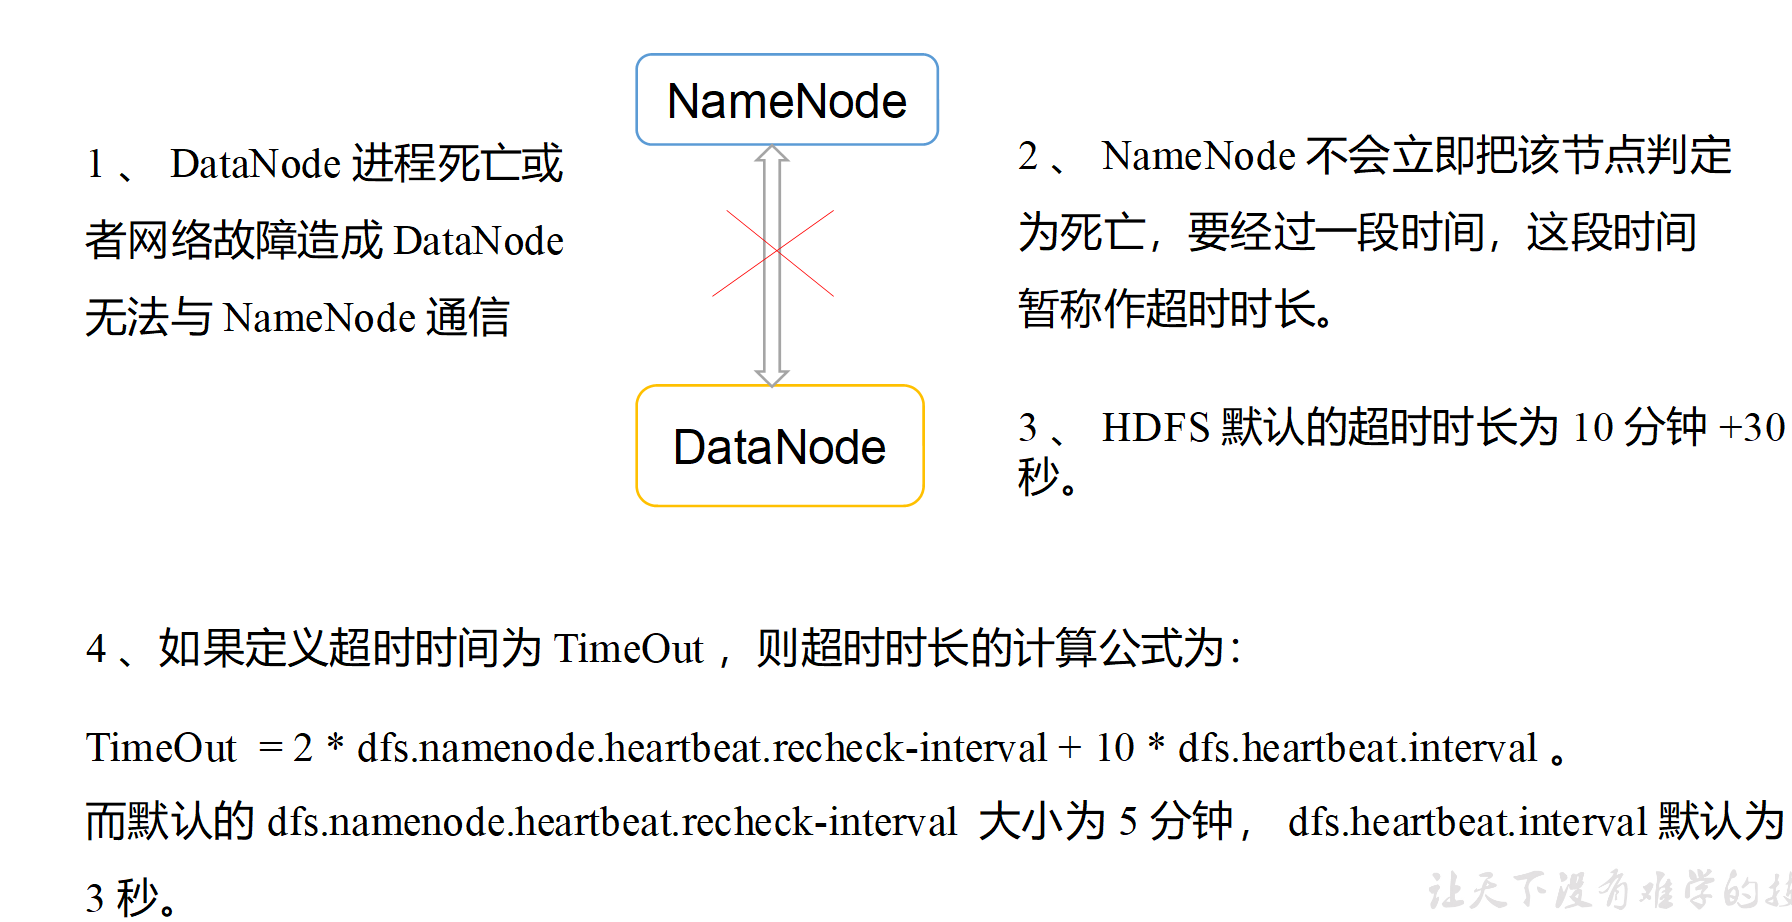 NameNode
1 、 DataNode 进程死亡或
者网络故障造成 DataNode
无法与 NameNode 通信
DataNode
2 、 NameNode 不会立即把该节点判定
为死亡，要经过一段时间，这段时间
暂称作超时时长。
3 、 HDFS 默认的超时时长为 10 分钟 +30
秒。
4 、如果定义超时时间为 TimeOut ，则超时时长的计算公式为：
TimeOut = 2 * dfs.namenode.heartbeat.recheck-interval + 10 * dfs.heartbeat.interval 。
而默认的 dfs.namenode.heartbeat.recheck-interval 大小为 5 分钟， dfs.heartbeat.interval 默认为
3 秒。
让天下没有难学的技